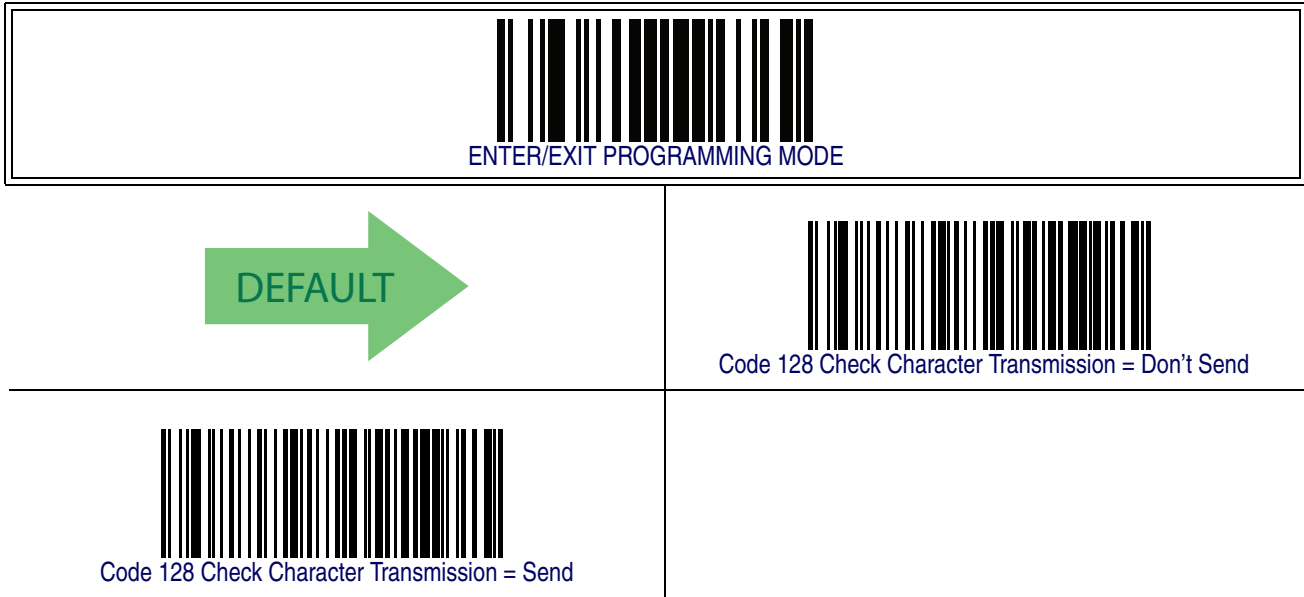 ENTER/EXIT PROGRAMMING MODE
DEFAULT
Code 128 Check Character Transmission = Don’t Send
Code 128 Check Character Transmission = Send